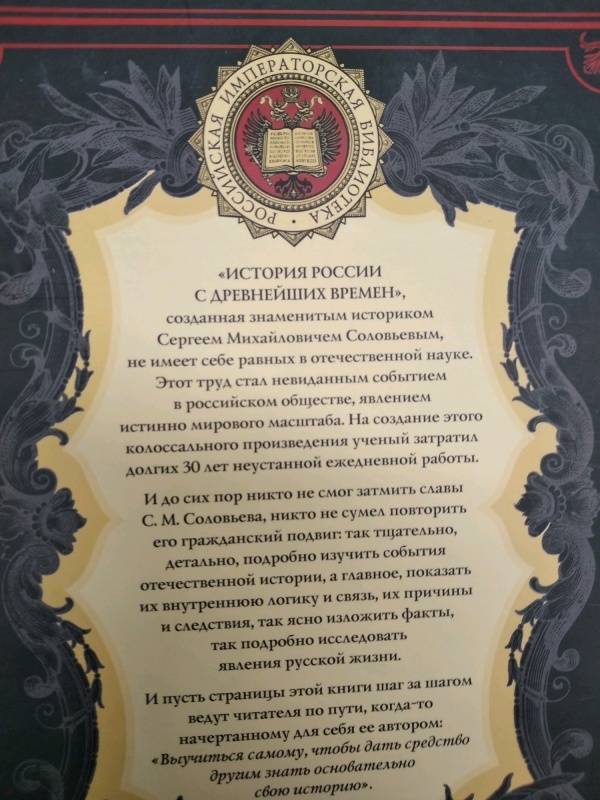 РОССИЙСКАЯ ИМПЕРАТОРСКАЯ БИБЛИОТЕКА
«ИСТОРИЯ РОССИИ
С ДРЕВНЕЙШИХ ВРЕМЕН»,
созданная знаменитым историком
Сергеем Михайловичем Соловьевым,
не имеет себе равных в отечественной науке.
Этот труд стал невиданным событием
в российском обществе, явлением
истинно мирового масштаба. На создание этого
колоссального произведения ученый затратил
долгих 30 лет неустанной ежедневной работы.
И до сих пор никто не смог затмить славы
С. М. Соловьева, никто не сумел повторить
его гражданский подвиг: так тщательно,
детально, подробно изучить события
отечественной истории, а главное, показать
их внутреннюю логику и связь, их причины
и следствия, так ясно изложить факты,
так подробно исследовать
явления русской жизни.
И пусть страницы этой книги шаг за шагом
ведут читателя по пути, когда-то
начертанному для себя ее автором:
«Выучиться самому, чтобы дать средство
другим знать основательно
свою историю».